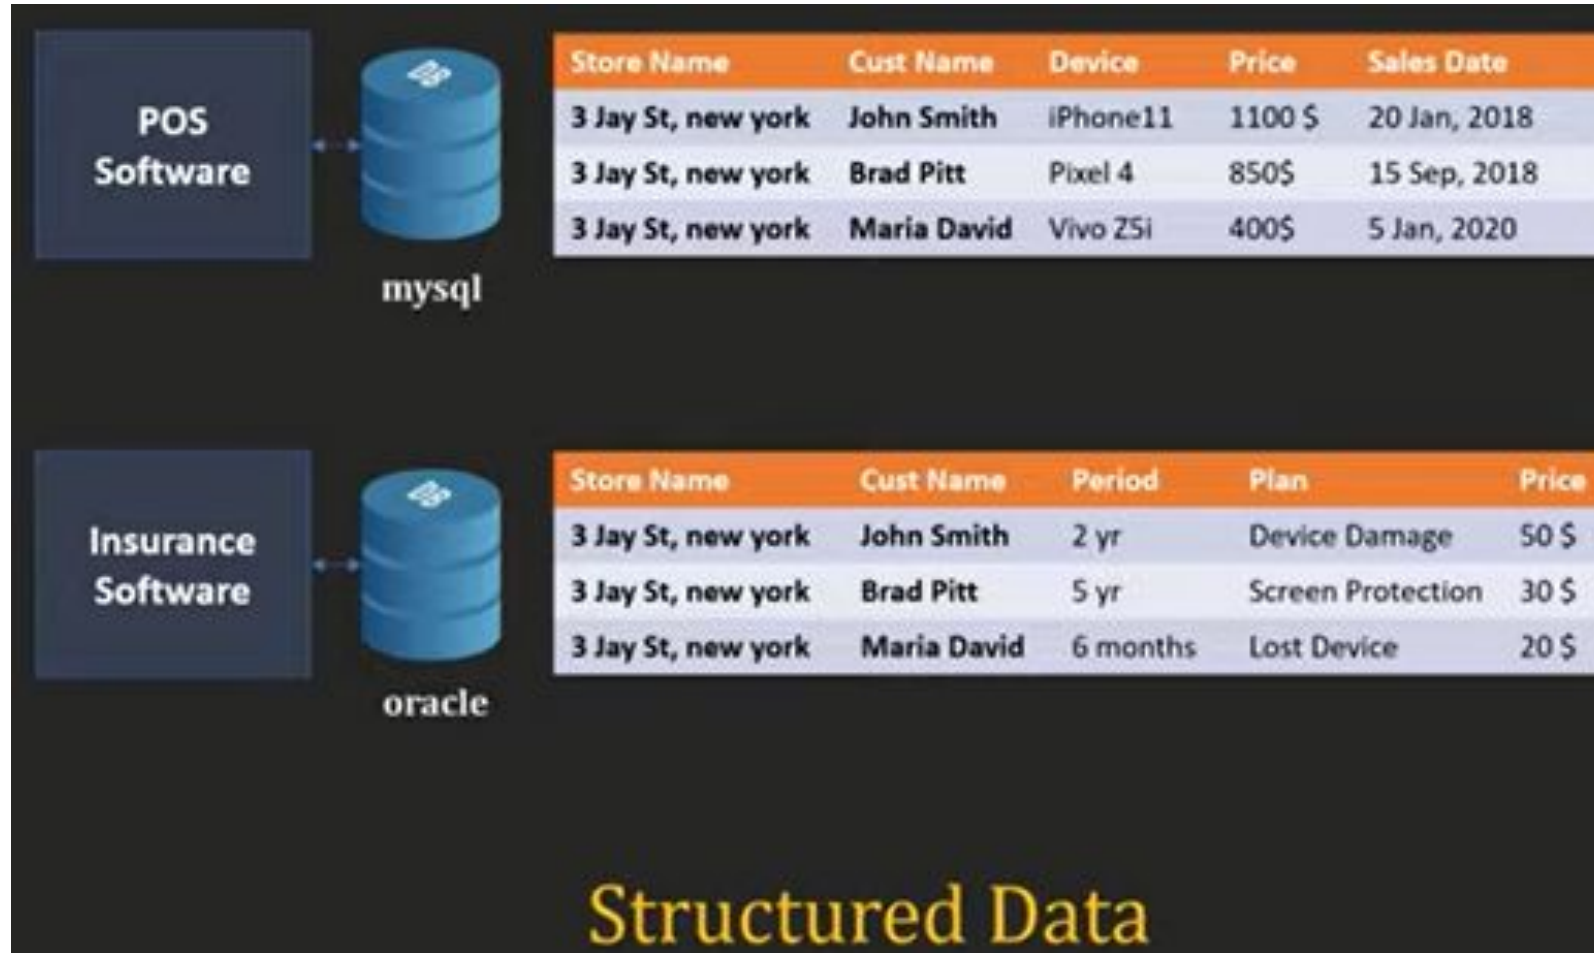 POS
Software
DB
mysql
Store Name Cust Name Device Price Sales Date
3 Jay St, new york John Smith iPhone11 1100 $ 20 Jan, 2018
3 Jay St, new york Brad Pitt Pixel 4 850$ 15 Sep, 2018
3 Jay St, new york Maria David Vivo Z5i 400$ 5 Jan, 2020
Insurance
Software
DB
oracle
Store Name Cust Name Period Plan Price
3 Jay St, new york John Smith 2 yr Device Damage 50 $
3 Jay St, new york Brad Pitt 5 yr Screen Protection 30 $
3 Jay St, new york Maria David 6 months Lost Device 20 $
Structured Data